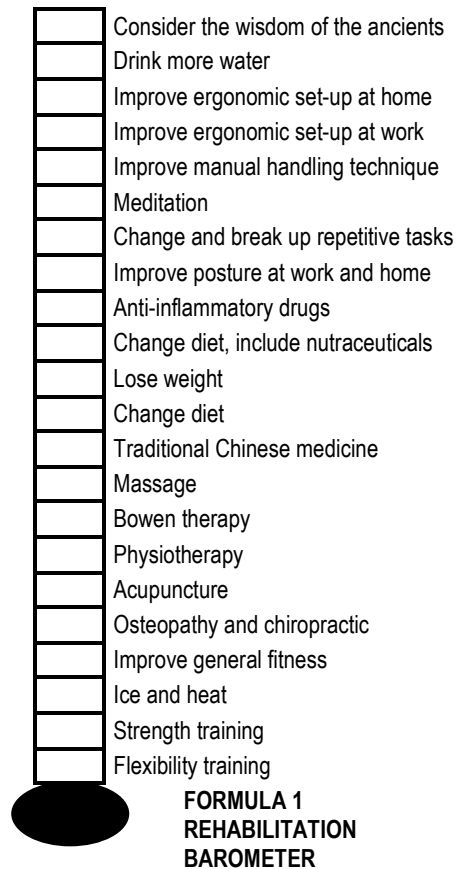 Consider the wisdom of the ancients
Drink more water
Improve ergonomic set-up at home
Improve ergonomic set-up at work
Improve manual handling technique
Meditation
Change and break up repetitive tasks
Improve posture at work and home
Anti-inflammatory drugs
Change diet, include nutraceuticals
Lose weight
Change diet
Traditional Chinese medicine
Massage
Bowen therapy
Physiotherapy
Acupuncture
Osteopathy and chiropractic
Improve general fitness
Ice and heat
Strength training
Flexibility training
FORMULA 1
REHABILITATION
BAROMETER